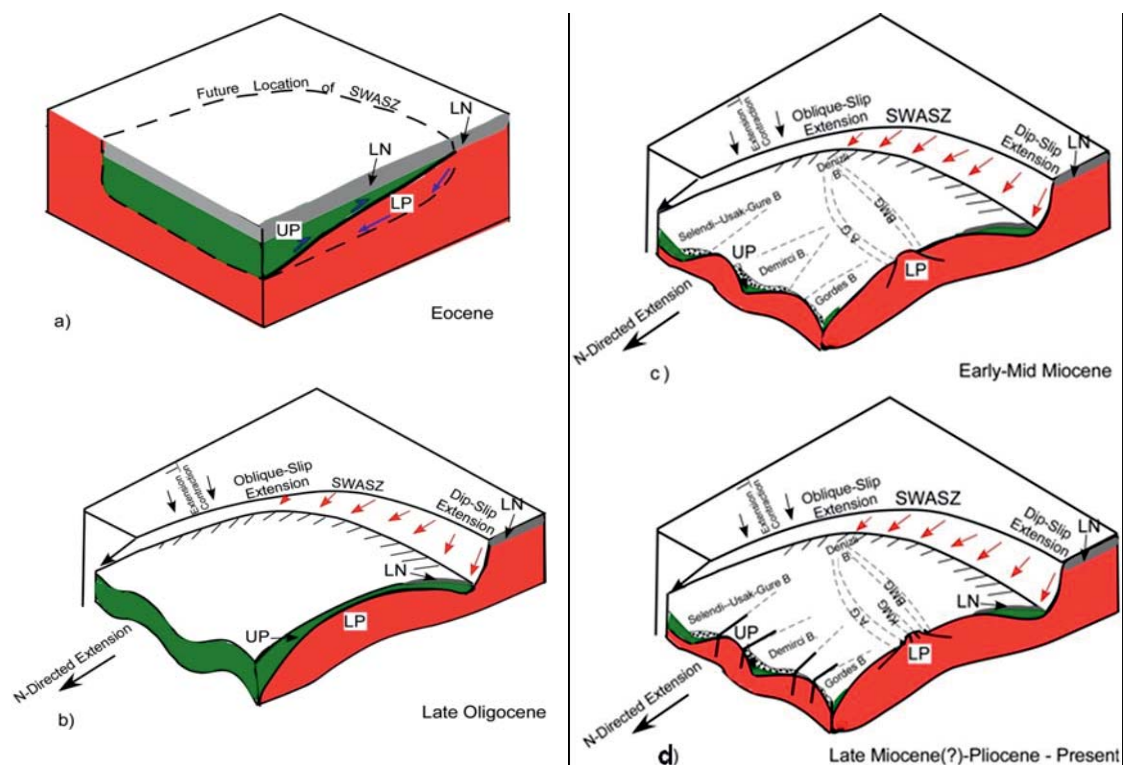 Future Location of SWASZ
LN
LN
LP
UP
a)
Eocene
Extension
Contraction
Oblique-Slip
Extension
SWASZ
Dip-Slip
Extension
LN
LN
UP
LP
N-Directed Extension
b)
Late Oligocene
Extension
Contraction
Oblique-Slip
Extension
SWASZ
Dip-Slip
Extension
LN
Denizli
B.
BMG
A.G
Selendi--Usak-Gure B
UP
Demirci B.
Gordes B
LP
N-Directed Extension
c)
Early-Mid Miocene
Extension
Contraction
Oblique-Slip
Extension
SWASZ
Dip-Slip
Extension
LN
Denizli
B.
BMG
KMG
A.G
LN
Selendi--Usak-Gure B
UP
Demirci B.
Gordes B
LP
N-Directed Extension
d)
Late Miocene(?)-Pliocene - Present